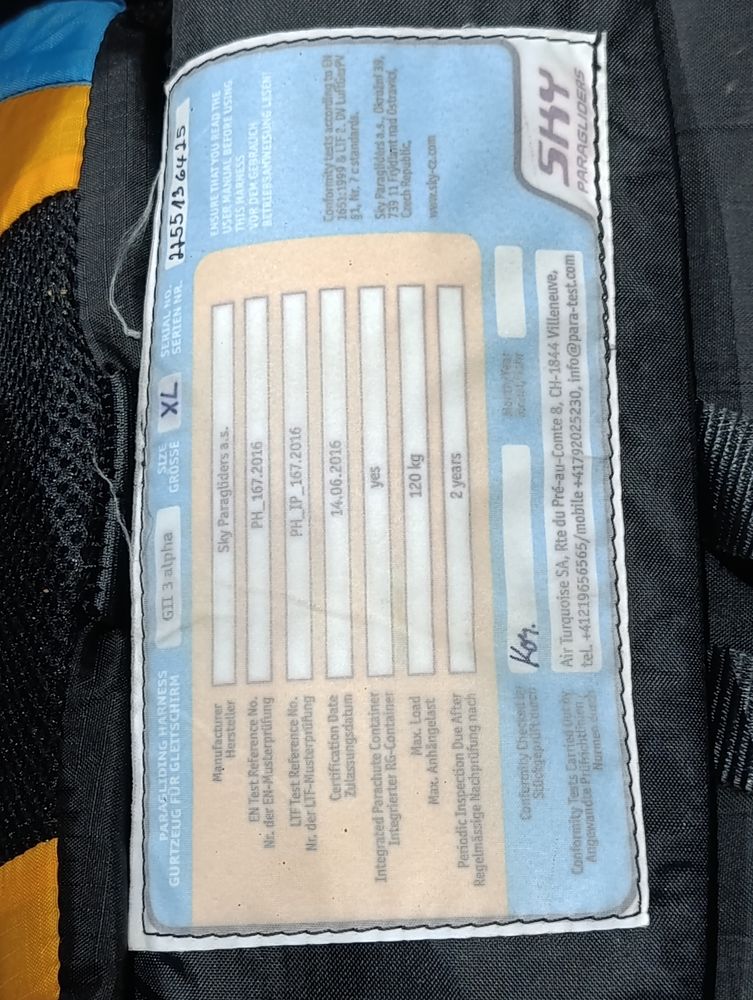 PARAGLIDING HARNESS
GURTZEUG FÜR GLEITSCHIRM
GII 3 alpha
SIZE
GRÖSSE
XL
SERIAL NO.
SERIEN NR.
Manufacturer
Hersteller
Sky Paragliders a.s.
EN Test Reference No.
Nr. der EN-Musterprüfung
PH_167.2016
LTF Test Reference No.
Nr. der LTF-Musterprüfung
PH_IP_167.2016
Certification Date
Zulassungsdatum
14.06.2016
Integrated Parachute Container
Integrierter RG-Container
yes
Max. Load
Max. Anhängelast
120 kg
Periodic Inspection Due After
Regelmässige Nachprüfung nach
2 years
ENSURE THAT YOU READ THE
USER MANUAL BEFORE USING
THIS HARNESS
VOR DEM GEBRAUCH
BETRIEBSANWEISUNG LESEN!
Conformity tests according to EN
1651:1999 & LTF 2. DV LuftGerPV
§1, Nr. 7 c standards.
Sky Paragliders a.s., Okružní 39,
739 11 Frýdlant nad Ostravicí,
Czech Republic,
www.sky-cz.com
Conformity Checked by
Stückgeprüft durch
Month/Year
Conformity Tests Carried Out by
Angewandte Prüfrichtlinien
Normen durch
Air Turquoise SA, Rte du Pré-au-Comte 8, CH-1844 Villeneuve,
tel. +41219656565/mobile +41792025230, info@para-test.com
SKY
PARAGLIDERS